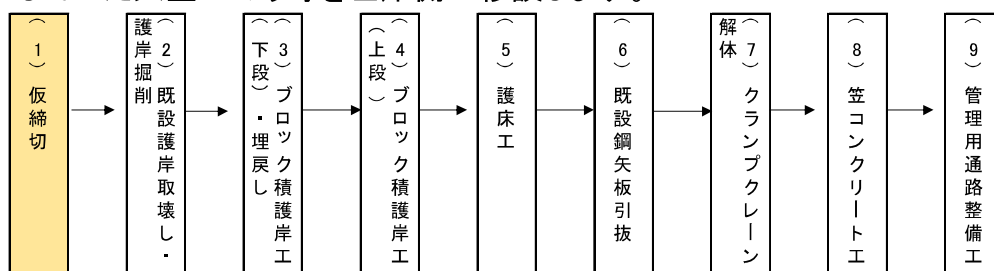 （１）仮締切
（２）既設護岸取壊し・
護岸掘削
（３）ブロック積護岸工
（下段）・埋戻し
（４）ブロック積護岸工
（上段）
（５）護床工
（６）既設鋼矢板引抜
（７）クランプクレーン
解体
（８）笠コンクリート工
（９）管理用通路整備工